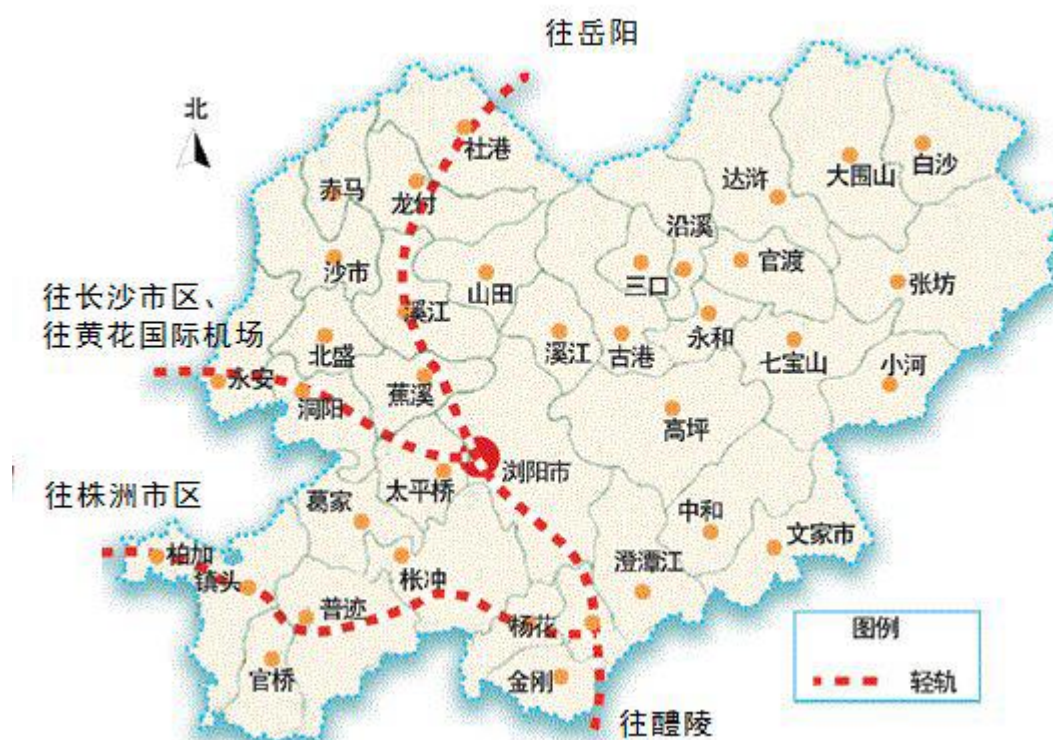 往岳阳
北
社港
赤马
龙付
达浒
大围山
白沙
沿溪
沙市
官渡
往长沙市区、
往黄花国际机场
山田
三口
张坊
溪江
溪江
古港
永和
北盛
七宝山
小河
永安
洞阳
蕉溪
高坪
浏阳市
太平桥
往株洲市区
葛家
中和
文家市
柏加
镇头
枨冲
澄潭江
普迹
杨花
图例
官桥
金刚
轻轨
往醴陵